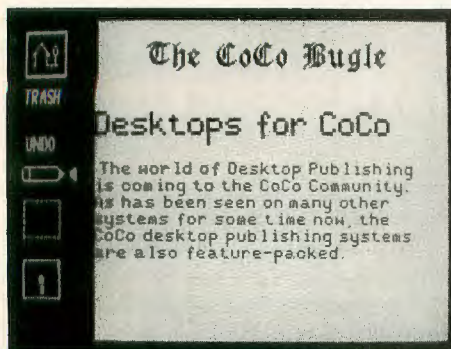 The CoCo Bugle
TRASH
Desktops for CoCo
UNDO
The world of Desktop Publishing
is coming to the CoCo Community.
As has been seen on many other
systems for some time now, the
CoCo desktop publishing systems
are also feature-packed.